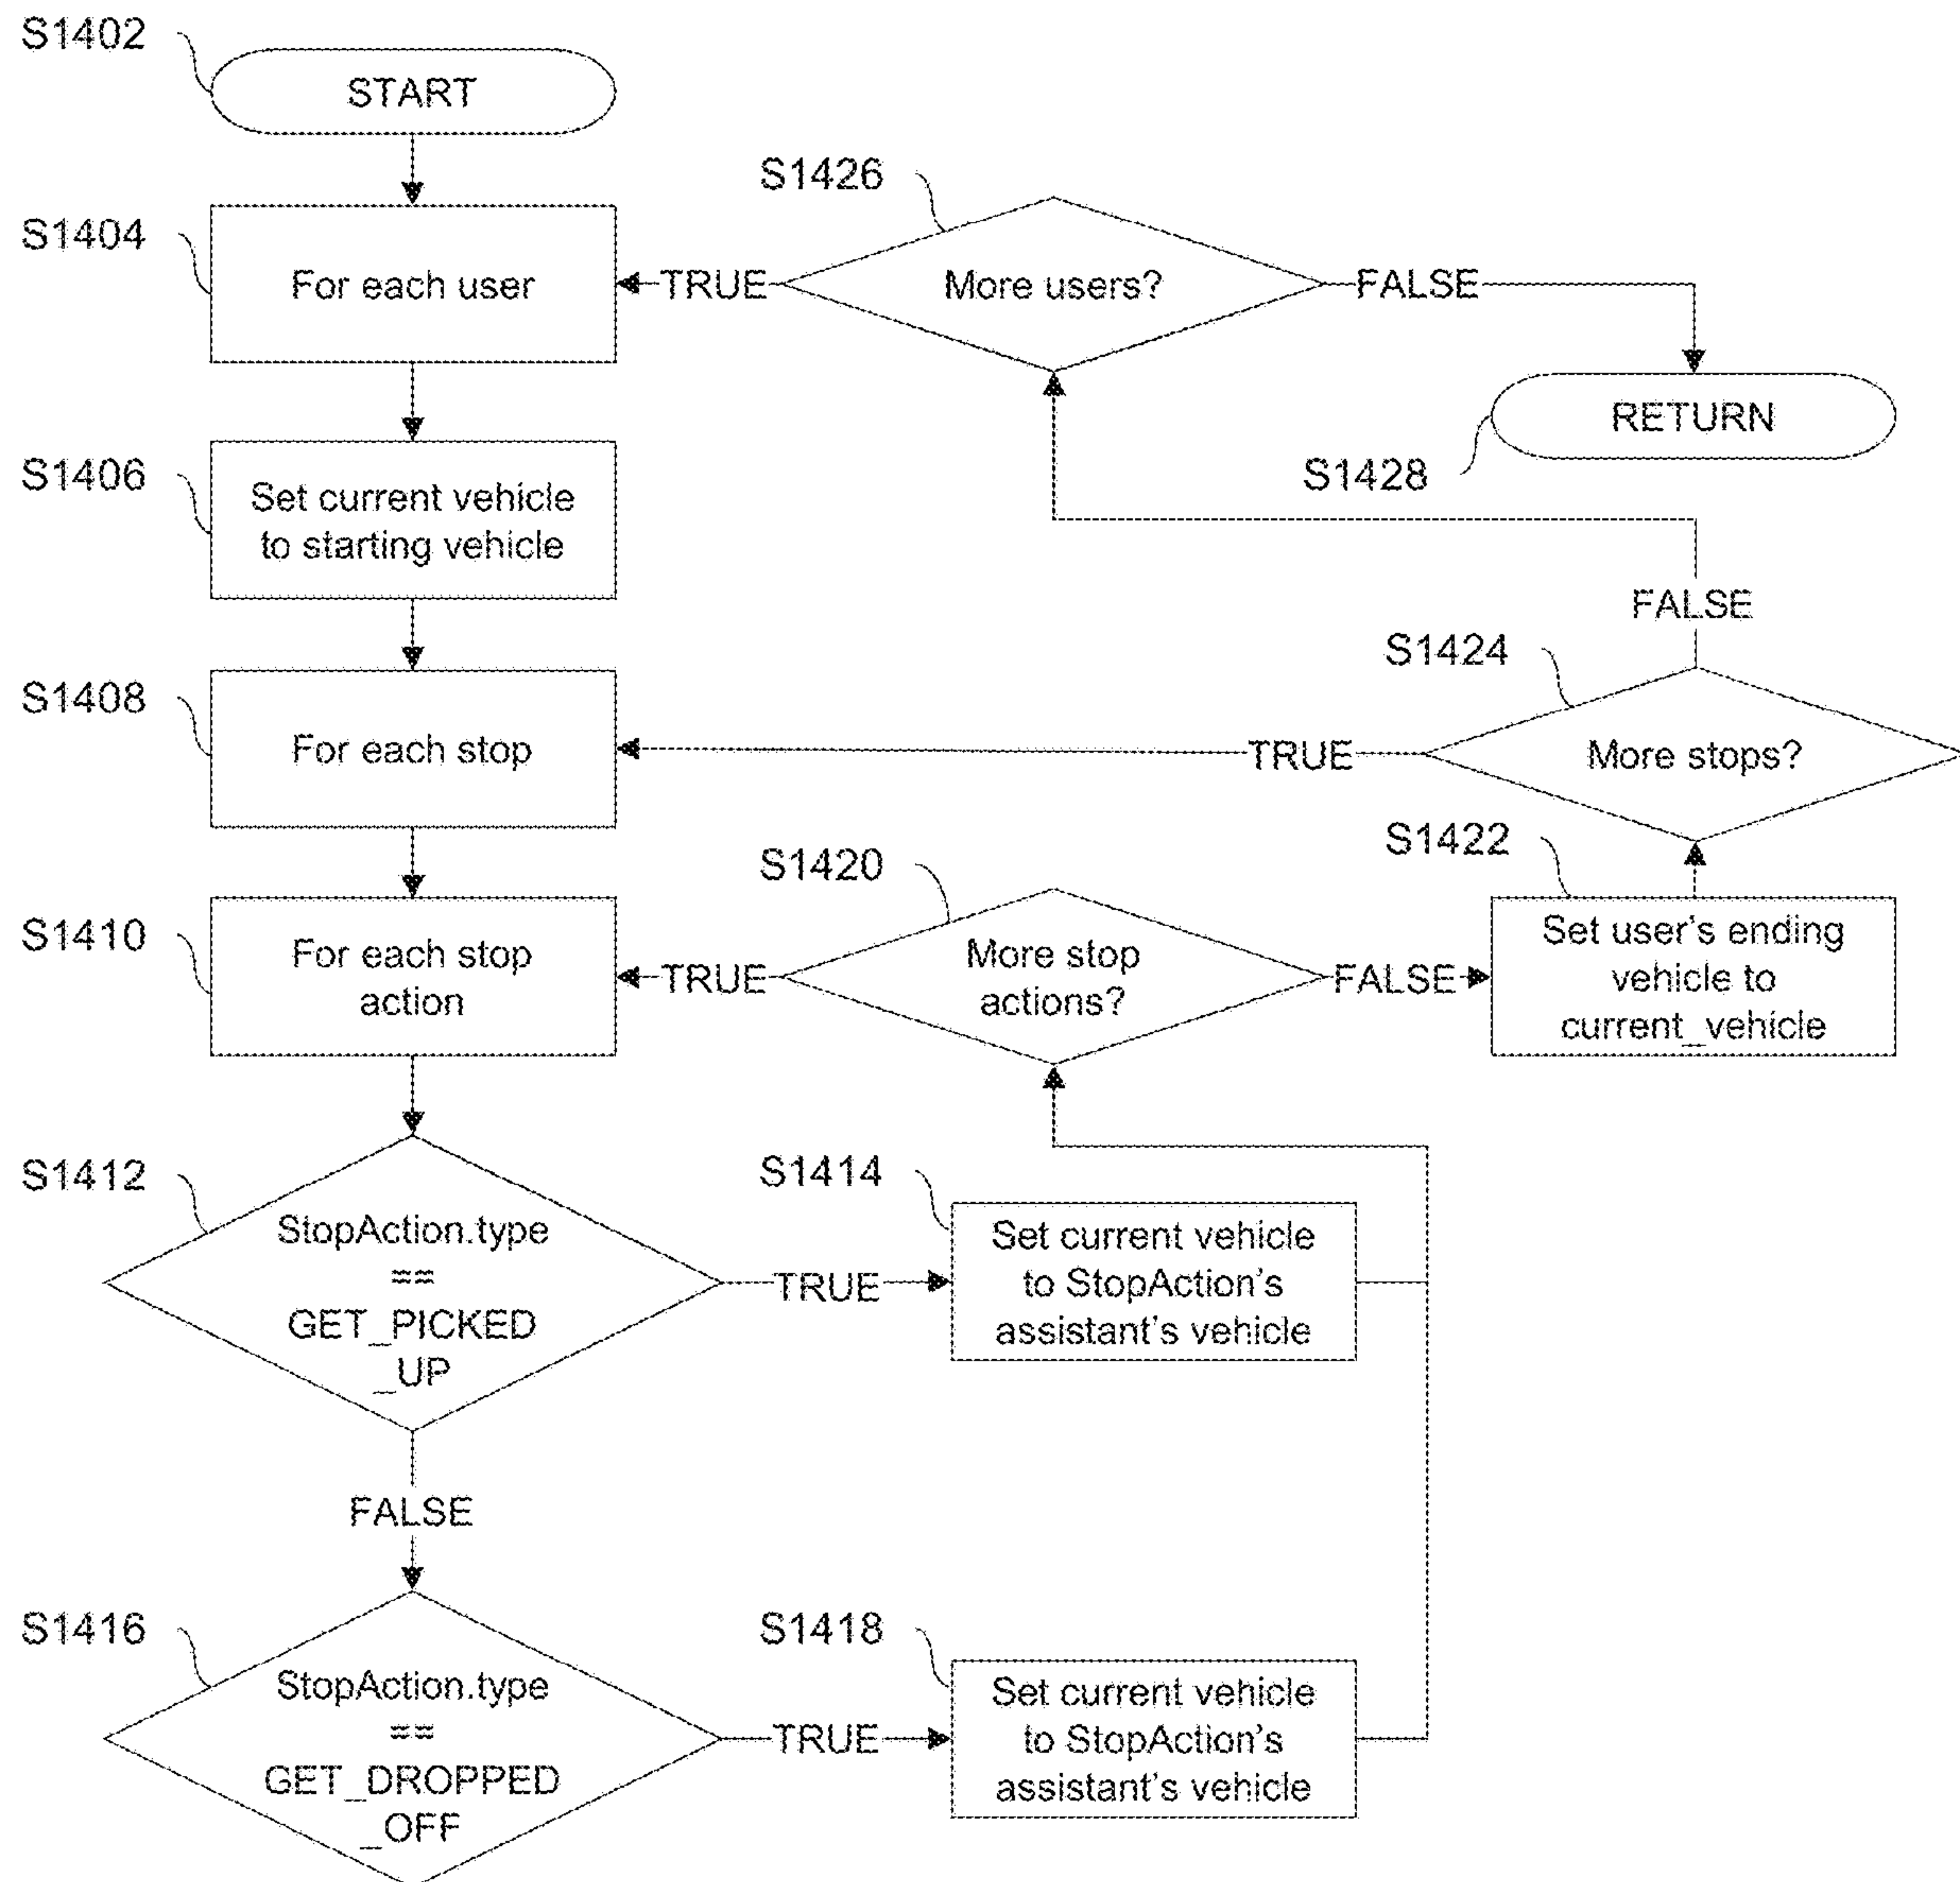 S1402
START
S1404
For each user
TRUE
S1426
More users?
FALSE
RETURN
S1428
S1406
Set current vehicle
to starting vehicle
FALSE
S1408
For each stop
TRUE
S1424
More stops?
S1410
For each stop
action
TRUE
S1420
More stop
actions?
FALSE
S1422
Set user's ending
vehicle to
current_vehicle
S1412
StopAction.type
==
GET_PICKED
_UP
TRUE
S1414
Set current vehicle
to StopAction's
assistant's vehicle
FALSE
S1416
StopAction.type
==
GET_DROPPED
_OFF
TRUE
S1418
Set current vehicle
to StopAction's
assistant's vehicle